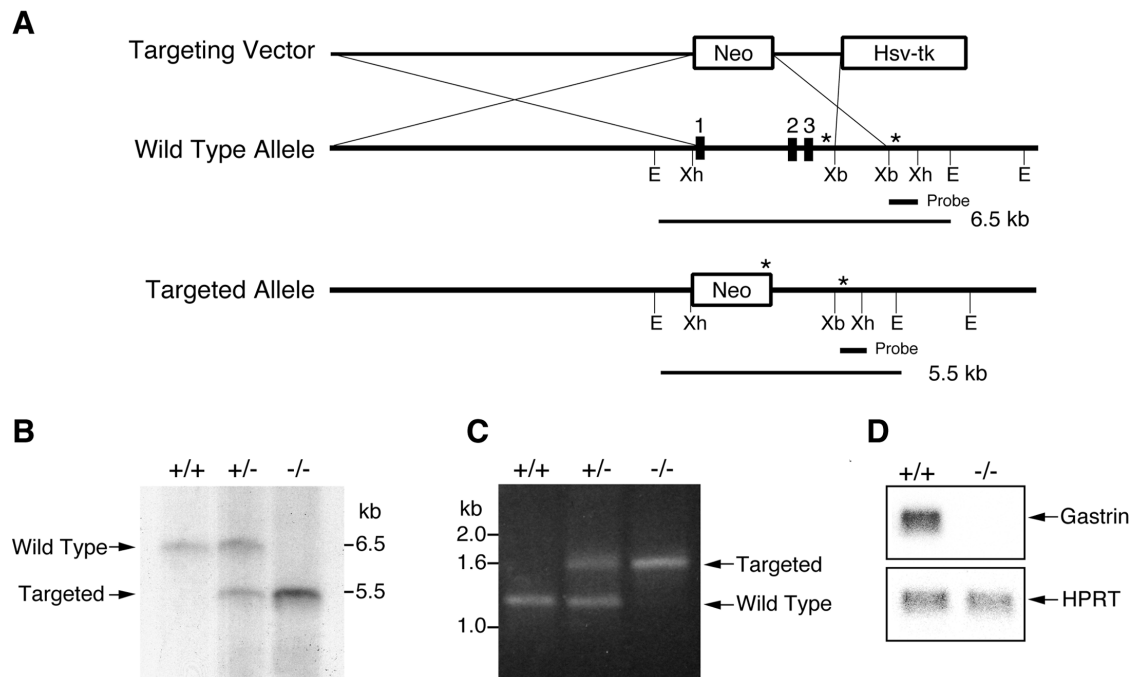 A
Targeting Vector
Neo
Hsv-tk
1 2 3 * *
Wild Type Allele
E Xh Xb Xb Xh E E
Probe
6.5 kb
*
*
Targeted Allele
Neo
E Xh Xb Xh E E
Probe
5.5 kb
B
+/+ +/- -/-
kb
Wild Type
-6.5
Targeted
-5.5
C
+/+ +/- -/-
kb
2.0-
1.6-
Targeted
Wild Type
1.0-
D
+/+ -/-
Gastrin
HPRT